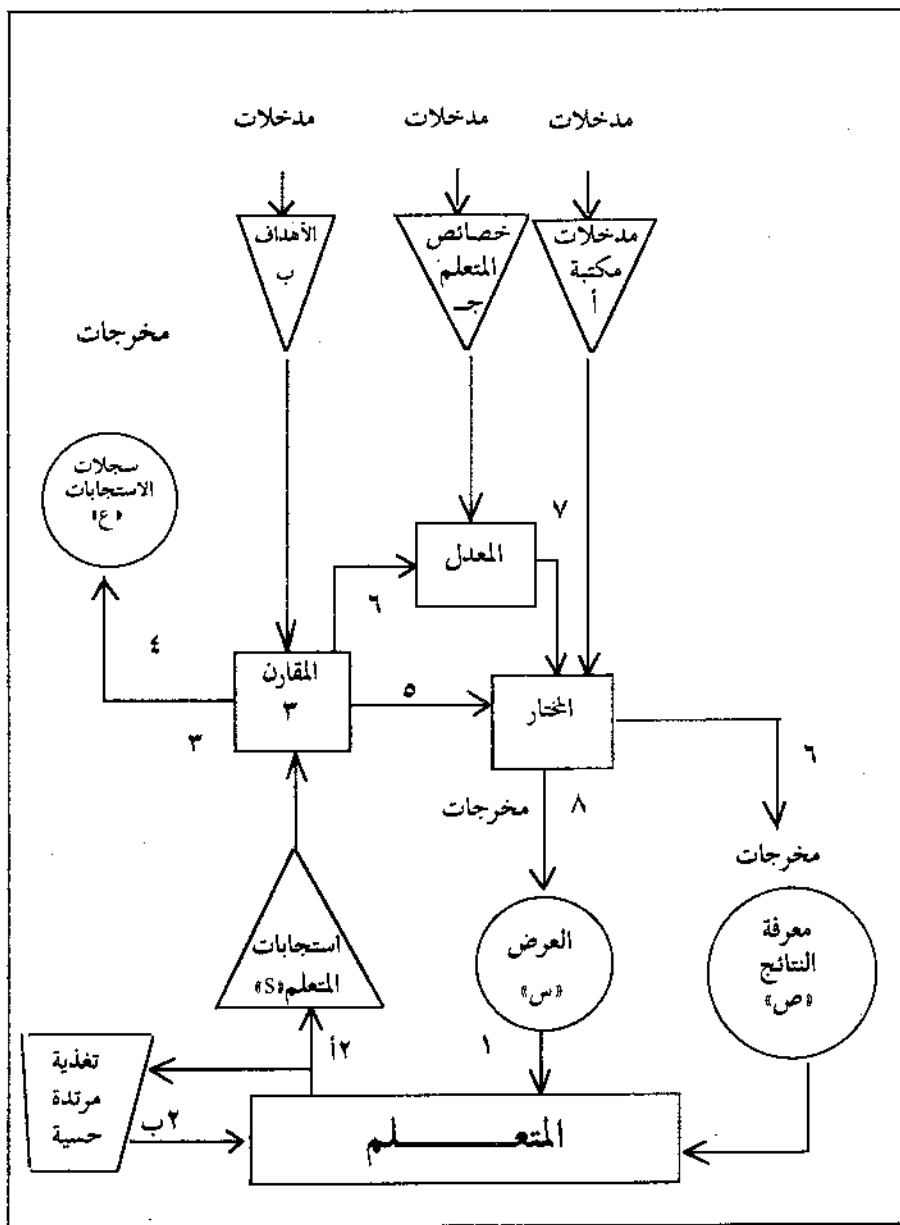 مدخلات
مدخلات
مدخلات
مدخلات
مكتبة
أ
خصائص
المتعلم
جـ
الأهداف
ب
مخرجات
سجلات
الاستجابات
«ع»
المعدل
٧
٦
٤
المقارن
٣
٣
٥
المختار
٦
مخرجات
٨
مخرجات
معرفة
النتائج
«ص»
العرض
«س»
استجابات
المتعلم«S»
١
٢أ
تغذية
مرتدة
حسية
٢ب
المتعـــــــلم